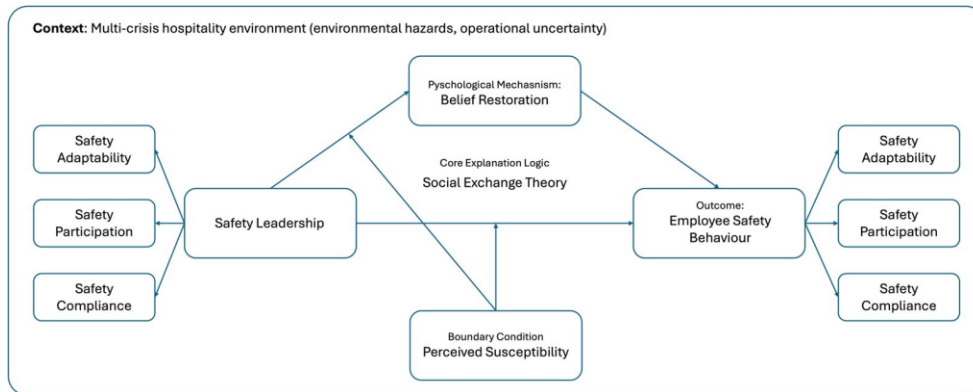 Context: Multi-crisis hospitality environment (environmental hazards, operational uncertainty)
Pyschological Mechasnism:
Belief Restoration
Safety
Adaptability
Safety
Participation
Safety
Compliance
Safety Leadership
Core Explanation Logic
Social Exchange Theory
Outcome:
Employee Safety
Behaviour
Safety
Adaptability
Safety
Participation
Safety
Compliance
Boundary Condition
Perceived Susceptibility